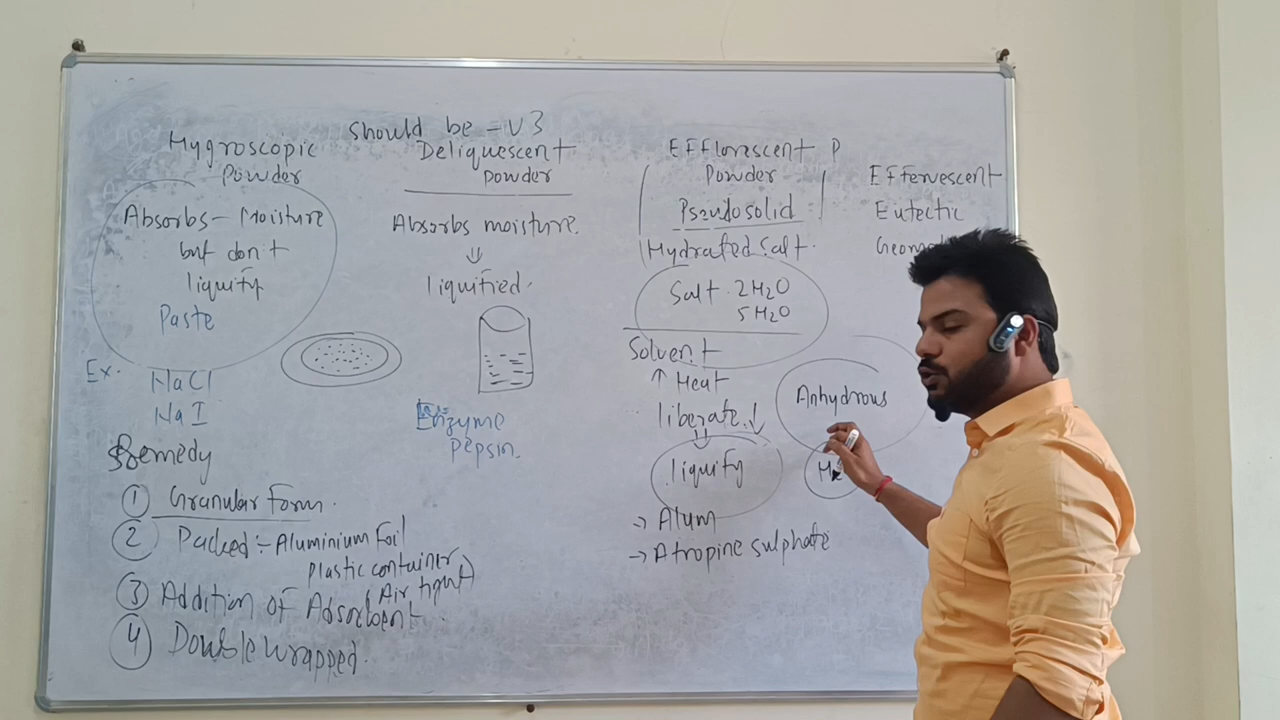 should be - V3
Hygroscopic
Powder
Absorbs - Moisture
but don't
liquify
Paste
Ex.
NaCl
NaI
Remedy
① Granular Form.
② Packed :- Aluminium Foil
Plastic container
(Air tight)
③ Addition of Adsorbent.
④ Double Wrapped.
Deliquescent
Powder
Absorbs moisture.
⇓
liquified.
Enzyme
Pepsin.
Efflorescent P
Powder
Pseudosolid
Hydrated Salt.
Salt. 2H2O
5H2O
Solvent
↑ Heat
liberate. ↓
⇓
liquify
→ Alum
→ Atropine sulphate
Anhydrous
Effervescent
Eutectic